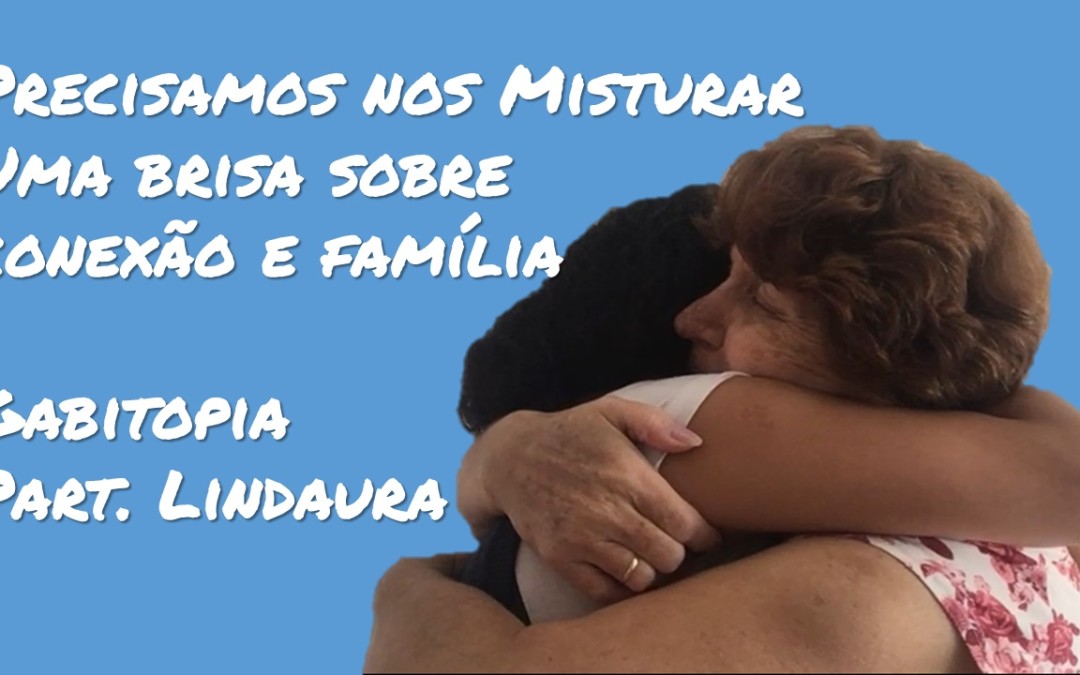 Precisamos nos Misturar
Uma brisa sobre
conexão e família
Gabitopia
Part. Lindaura